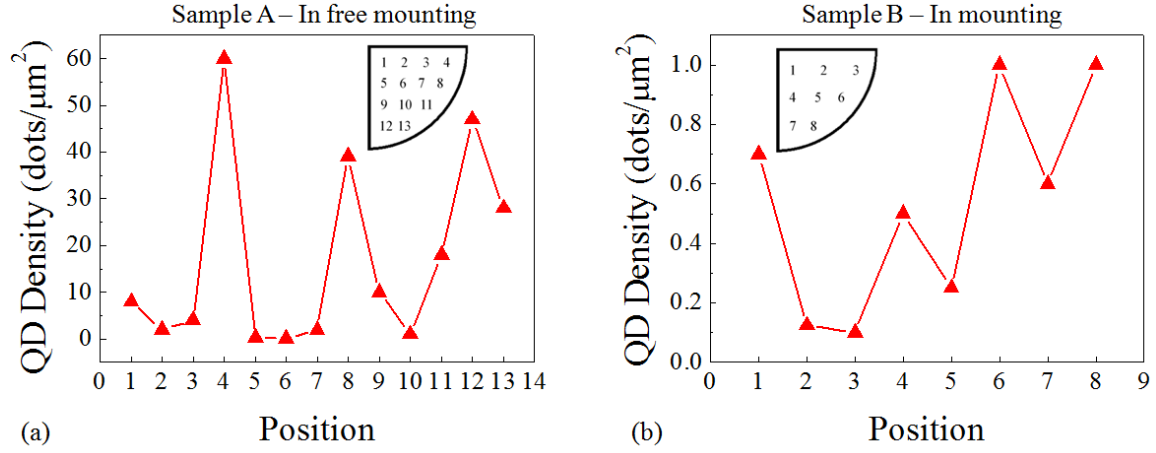 Sample A – In free mounting
QD Density (dots/μm²)
60
50
40
30
20
10
0
1 2 3 4
5 6 7 8
9 10 11
12 13
0 1 2 3 4 5 6 7 8 9 10 11 12 13 14
(a)
Position
Sample B – In mounting
QD Density (dots/μm²)
1.0
0.8
0.6
0.4
0.2
0.0
1 2 3
4 5 6
7 8
0 1 2 3 4 5 6 7 8 9
(b)
Position